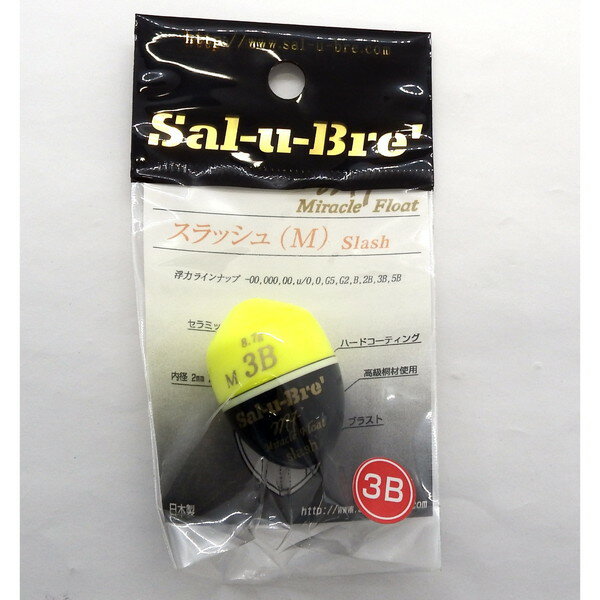 http://www.sal-u-bre.com
Sal-u-Bre'
Miracle Float
スラッシュ(M) Slash
浮力ラインナップ -00,000,00,u/0,0,G5,G2,B,2B,3B,5B
セラミッ
ハードコーティング
内径 2mm
高級桐材使用
ブラスト
8.7g
M 3B
Sal-u-Bre'
Miracle Float
Slash
3B
日本製
http://www.s